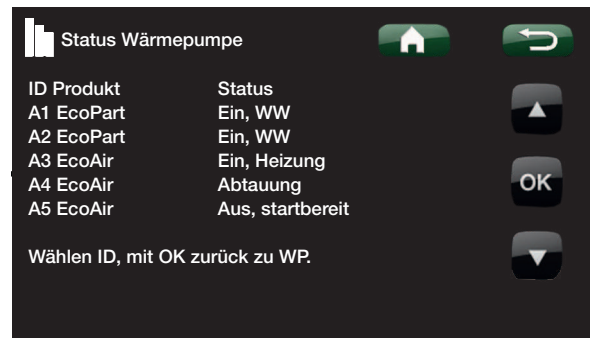 Status Wärmepumpe
ID Produkt Status
A1 EcoPart Ein, WW
A2 EcoPart Ein, WW
A3 EcoAir Ein, Heizung
A4 EcoAir Abtauung
A5 EcoAir Aus, startbereit
Wählen ID, mit OK zurück zu WP.
OK